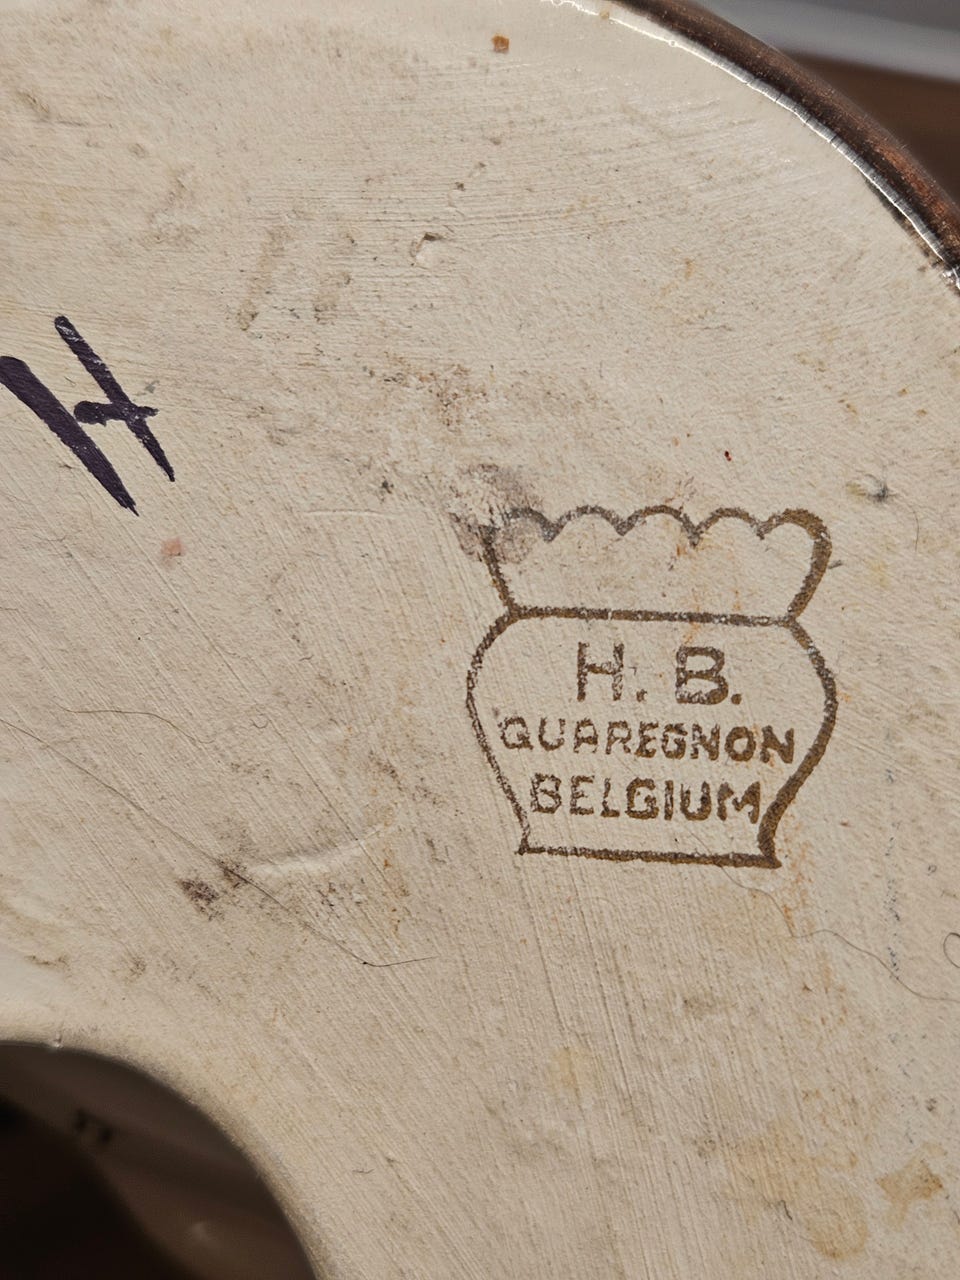 H
H. B.
QUAREGNON
BELGIUM